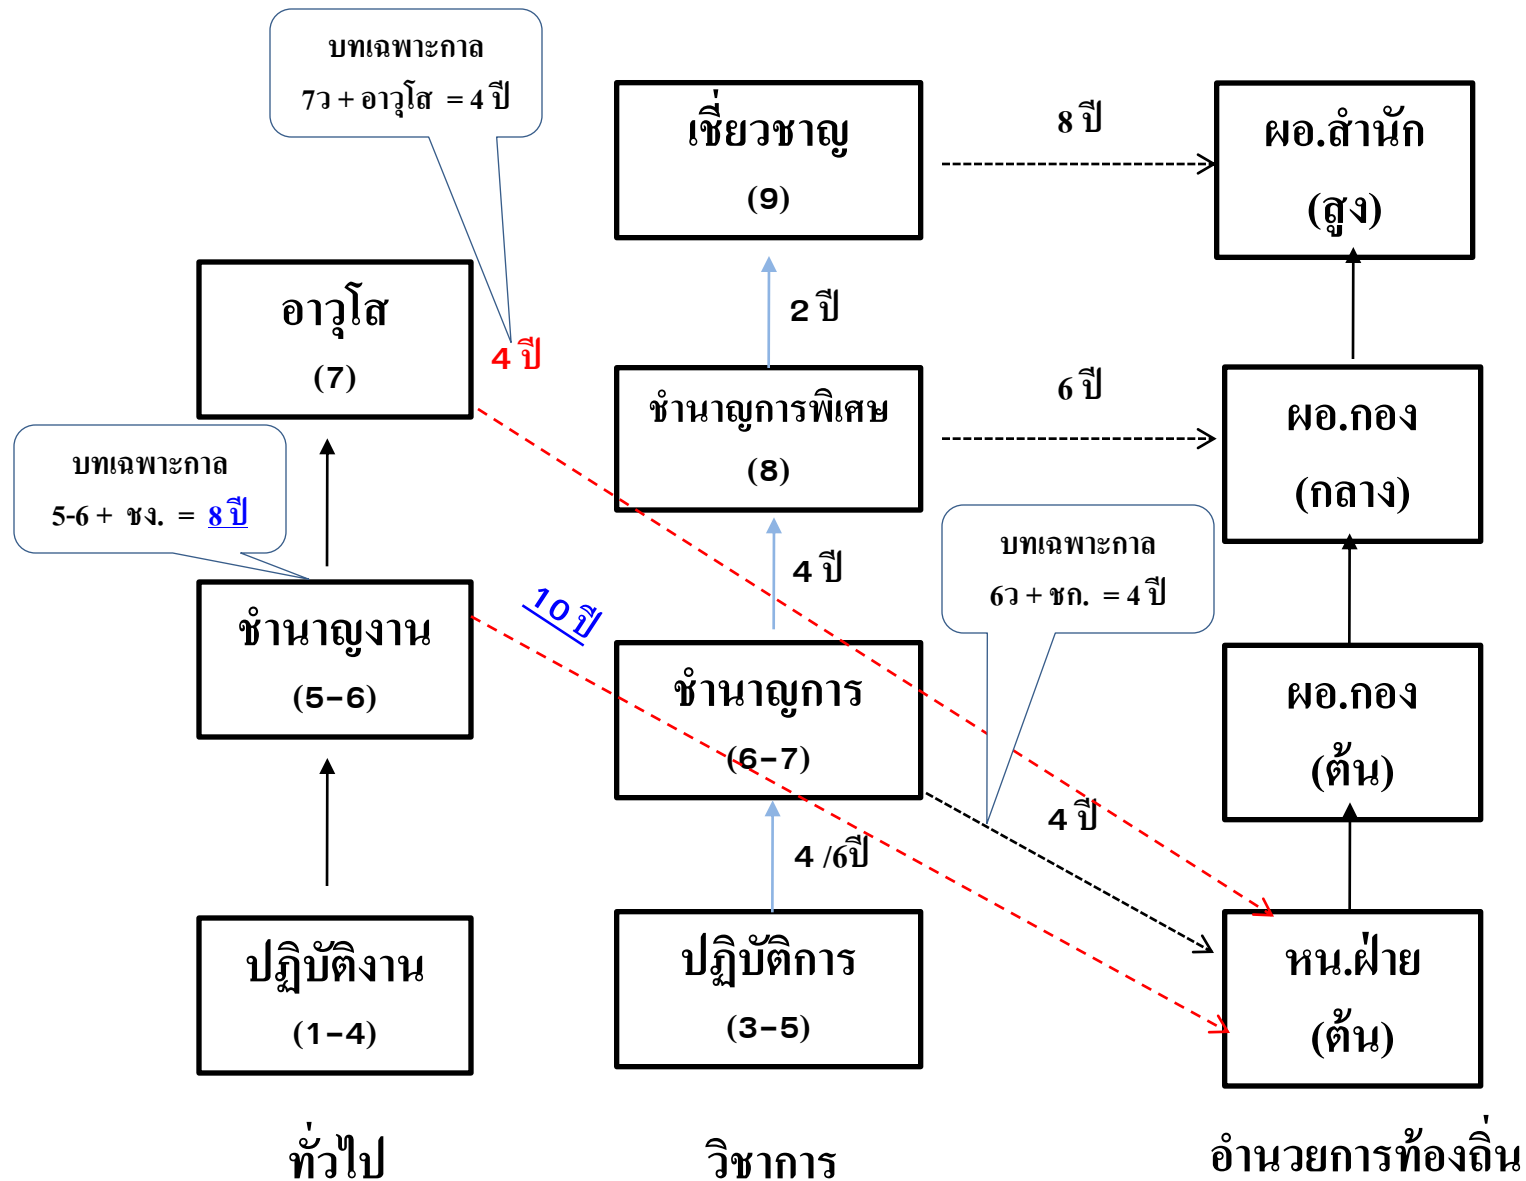 บทเฉพาะกาล
7ว + อาวุโส = 4 ปี
เชี่ยวชาญ
(9)
8 ปี
ผอ.สำนัก
(สูง)
อาวุโส
(7)
4 ปี
2 ปี
ชำนาญการพิเศษ
(8)
6 ปี
ผอ.กอง
(กลาง)
บทเฉพาะกาล
5-6 + ชง. = 8 ปี
4 ปี
บทเฉพาะกาล
6ว + ชก. = 4 ปี
ชำนาญงาน
(5-6)
10 ปี
ชำนาญการ
(6-7)
ผอ.กอง
(ต้น)
4 /6ปี
4 ปี
ปฏิบัติงาน
(1-4)
ปฏิบัติการ
(3-5)
หน.ฝ่าย
(ต้น)
ทั่วไป
วิชาการ
อำนวยการท้องถิ่น